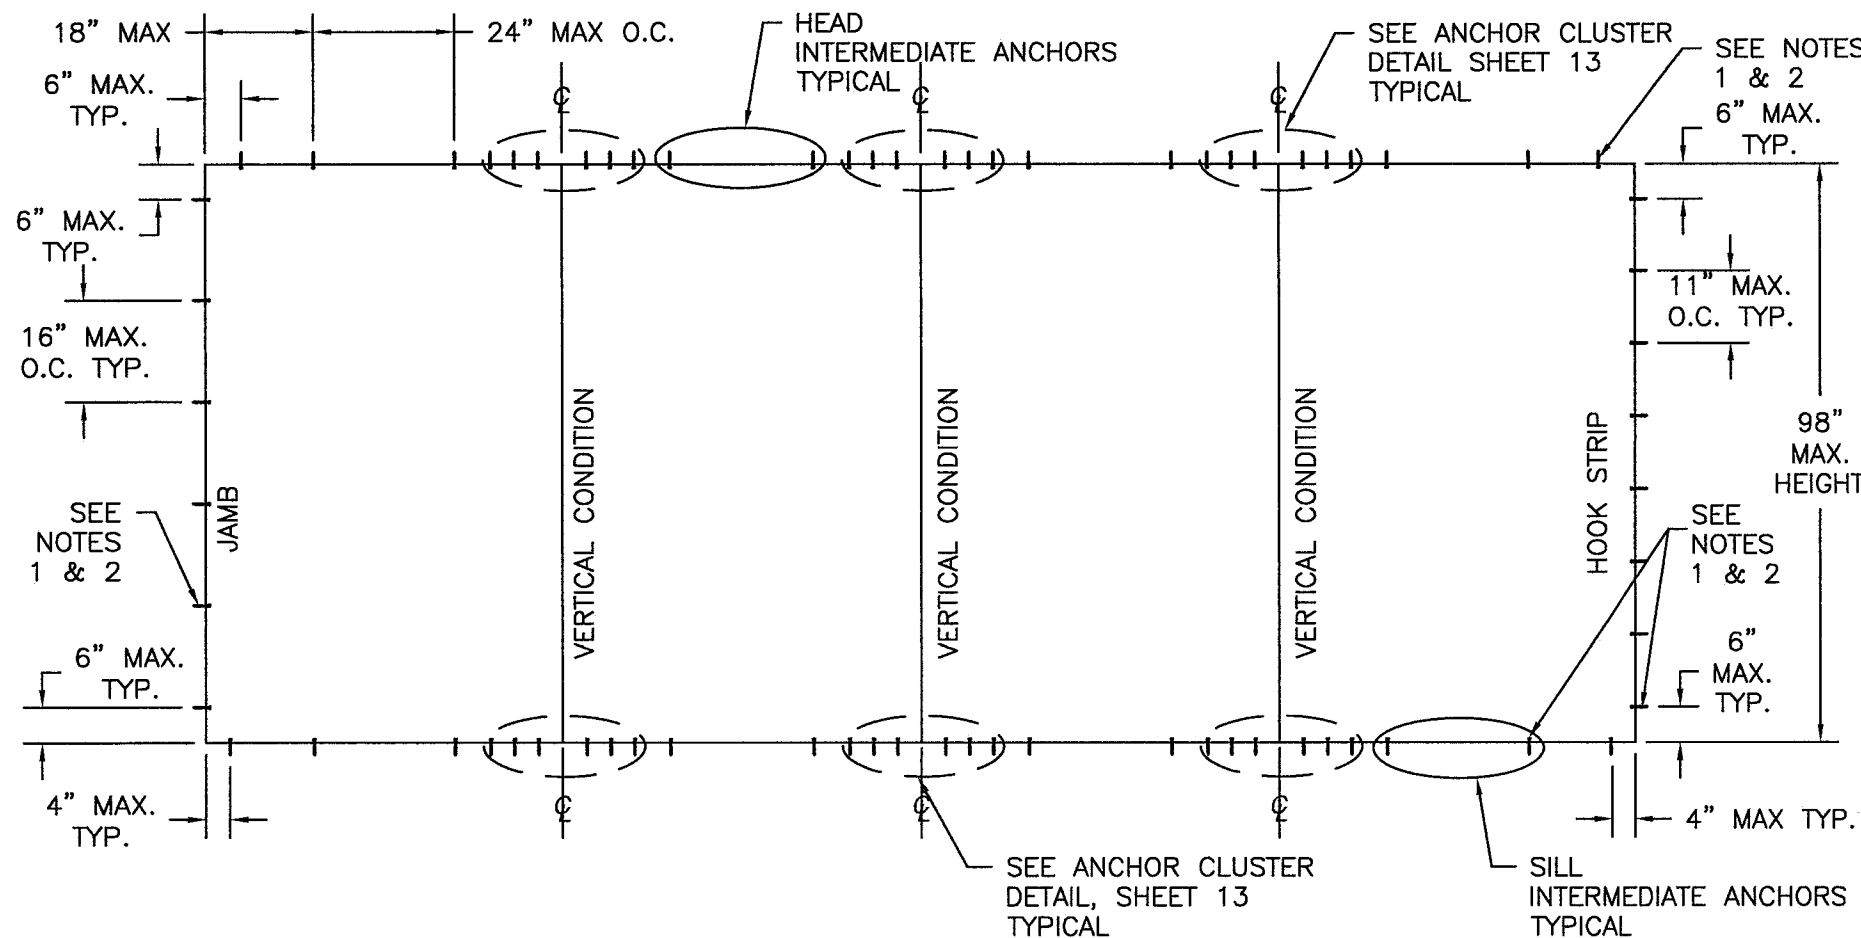 18” MAX
24” MAX O.C.
HEAD
INTERMEDIATE ANCHORS
TYPICAL
SEE ANCHOR CLUSTER
DETAIL SHEET 13
TYPICAL
SEE NOTES
1 & 2
6” MAX.
TYP.
6” MAX.
TYP.
℄
℄
℄
6” MAX.
TYP.
16” MAX.
O.C. TYP.
11” MAX.
O.C. TYP.
98”
MAX.
HEIGHT
JAMB
VERTICAL CONDITION
VERTICAL CONDITION
VERTICAL CONDITION
HOOK STRIP
SEE
NOTES
1 & 2
SEE
NOTES
1 & 2
6” MAX.
TYP.
6”
MAX.
TYP.
4” MAX.
TYP.
℄
℄
℄
4” MAX TYP.
SEE ANCHOR CLUSTER
DETAIL, SHEET 13
TYPICAL
SILL
INTERMEDIATE ANCHORS
TYPICAL